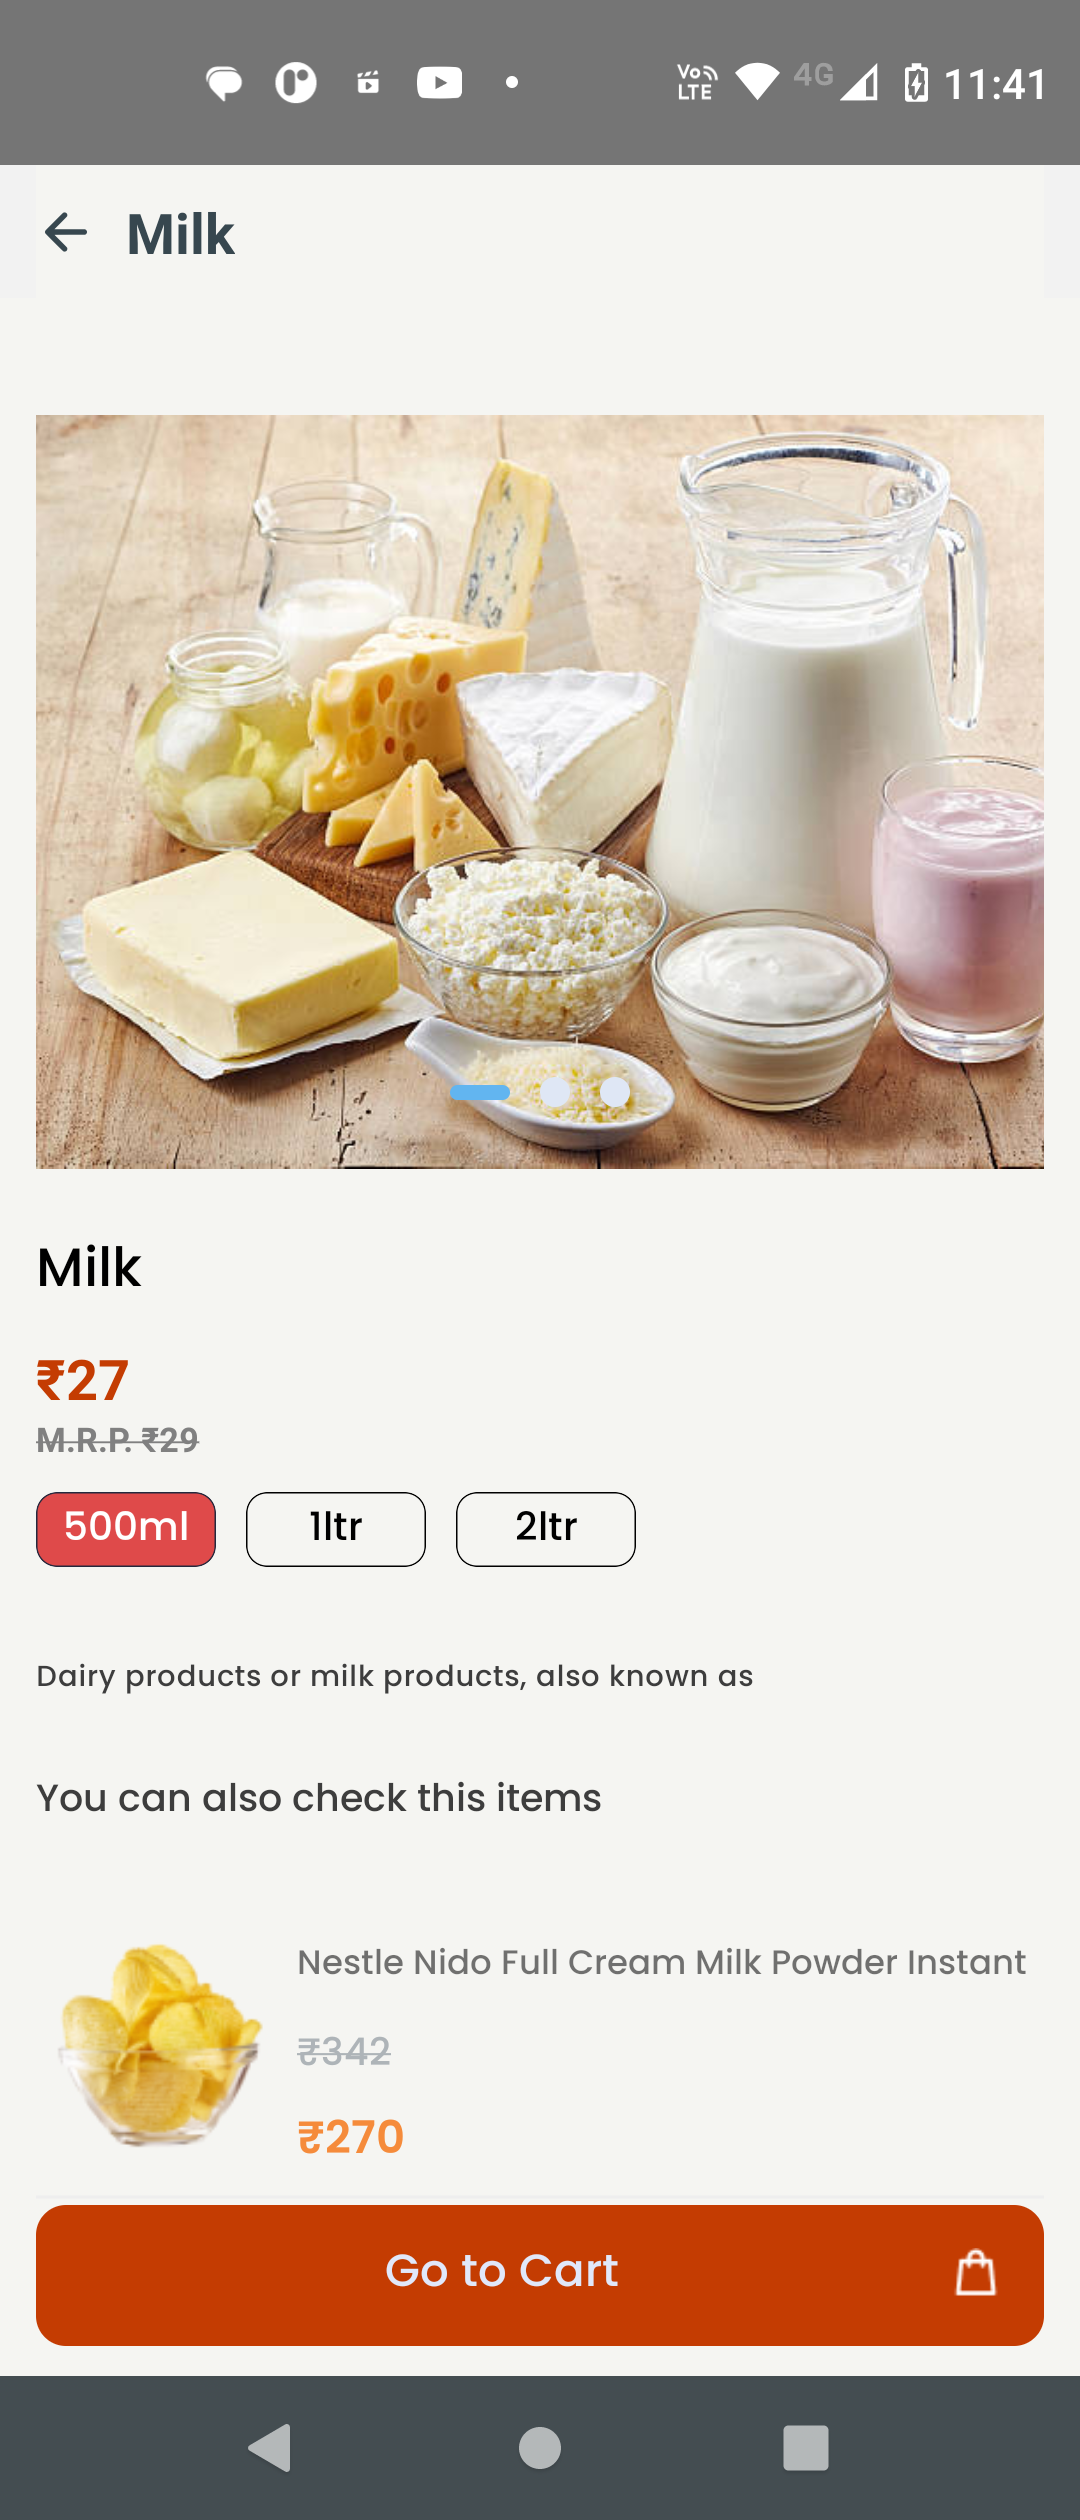 Vo LTE 4G 11:41
Milk
Milk
₹27
M.R.P. ₹29
500ml 1ltr 2ltr
Dairy products or milk products, also known as
You can also check this items
Nestle Nido Full Cream Milk Powder Instant
₹342
₹270
Go to Cart